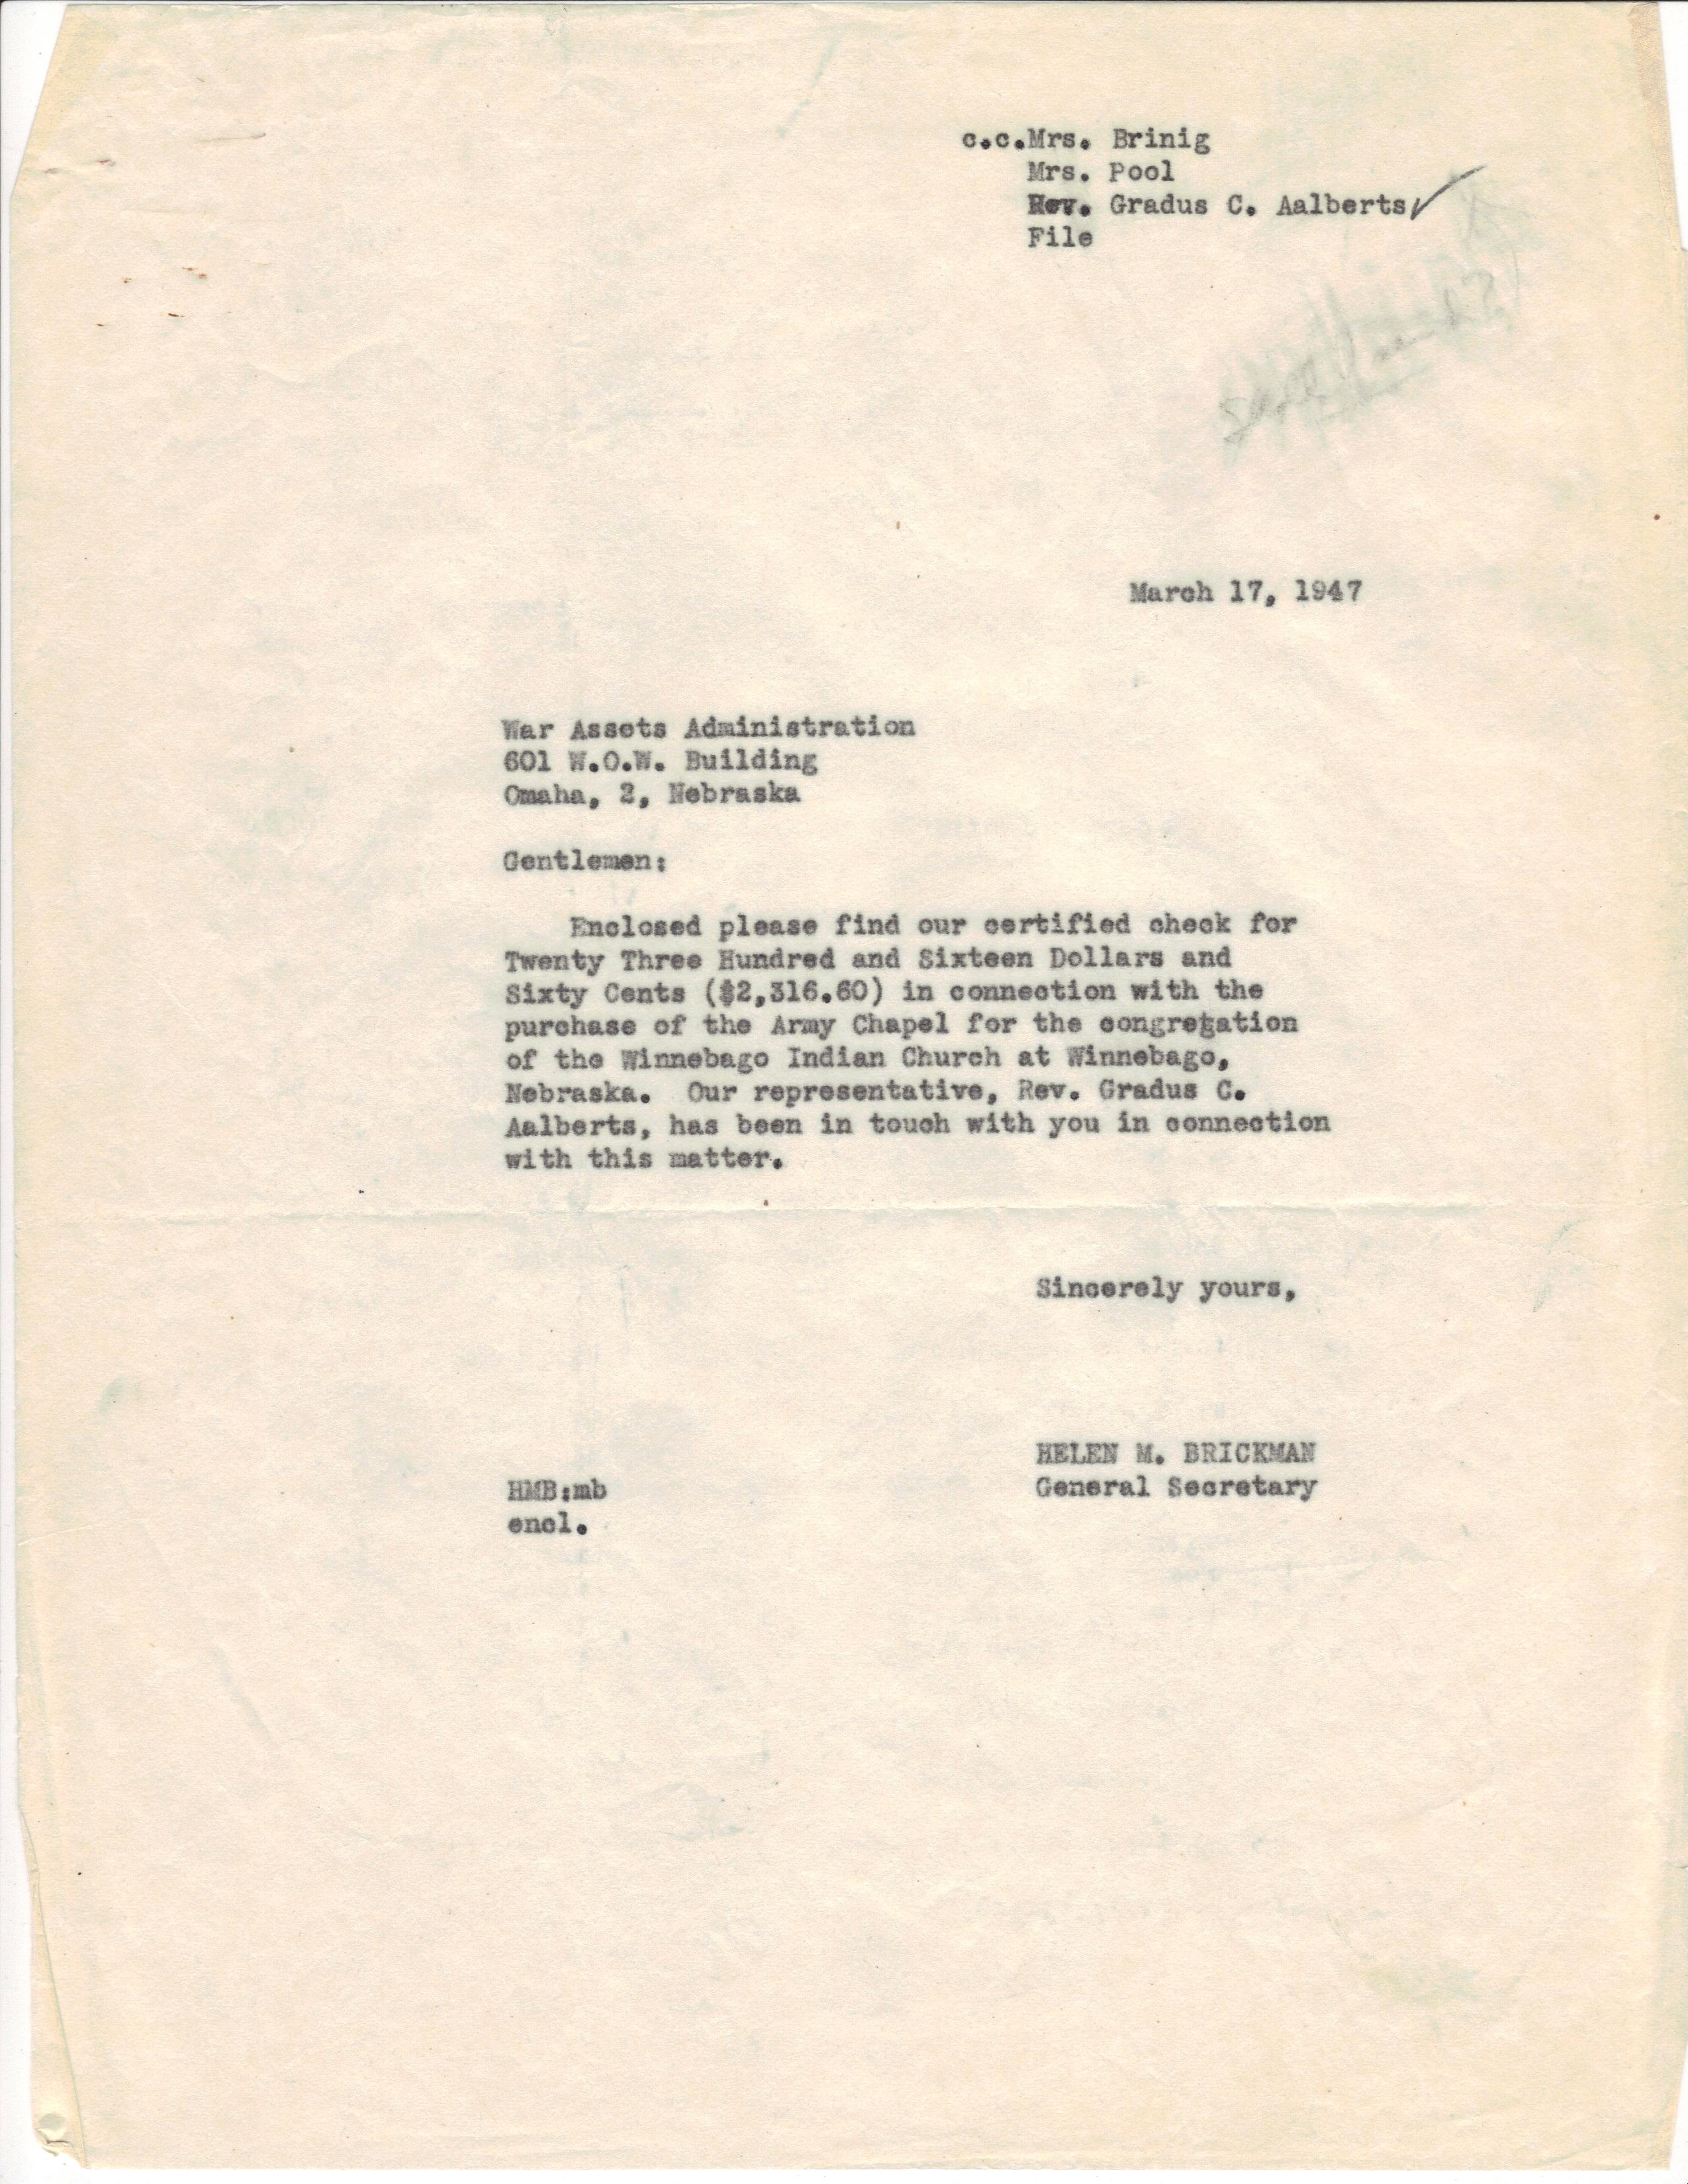 c.c.Mrs. Brinig
Mrs. Pool
Rev. Gradus C. Aalberts✓
File
March 17, 1947
War Assets Administration
601 W.O.W. Building
Omaha, 2, Nebraska
Gentlemen:
Enclosed please find our certified check for
Twenty Three Hundred and Sixteen Dollars and
Sixty Cents ($2,316.60) in connection with the
purchase of the Army Chapel for the congregation
of the Winnebago Indian Church at Winnebago,
Nebraska. Our representative, Rev. Gradus C.
Aalberts, has been in touch with you in connection
with this matter.
Sincerely yours,
HELEN M. BRICKMAN
General Secretary
HMB:mb
encl.